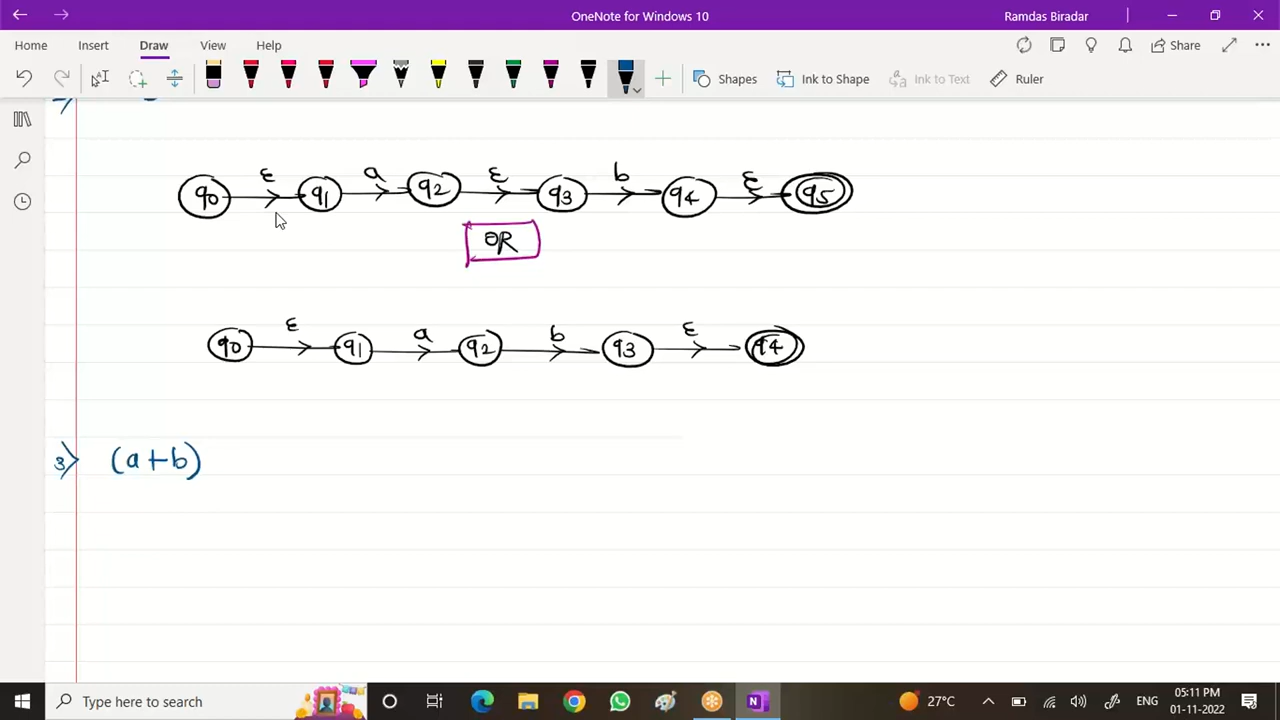 OneNote for Windows 10
Ramdas Biradar
Home Insert Draw View Help
Share
Shapes Ink to Shape Ink to Text Ruler
ε a ε b ε
q0 q1 q2 q3 q4 q5
OR
ε a b ε
q0 q1 q2 q3 q4
3) (a+b)
Type here to search
27°C ENG 05:11 PM
01-11-2022